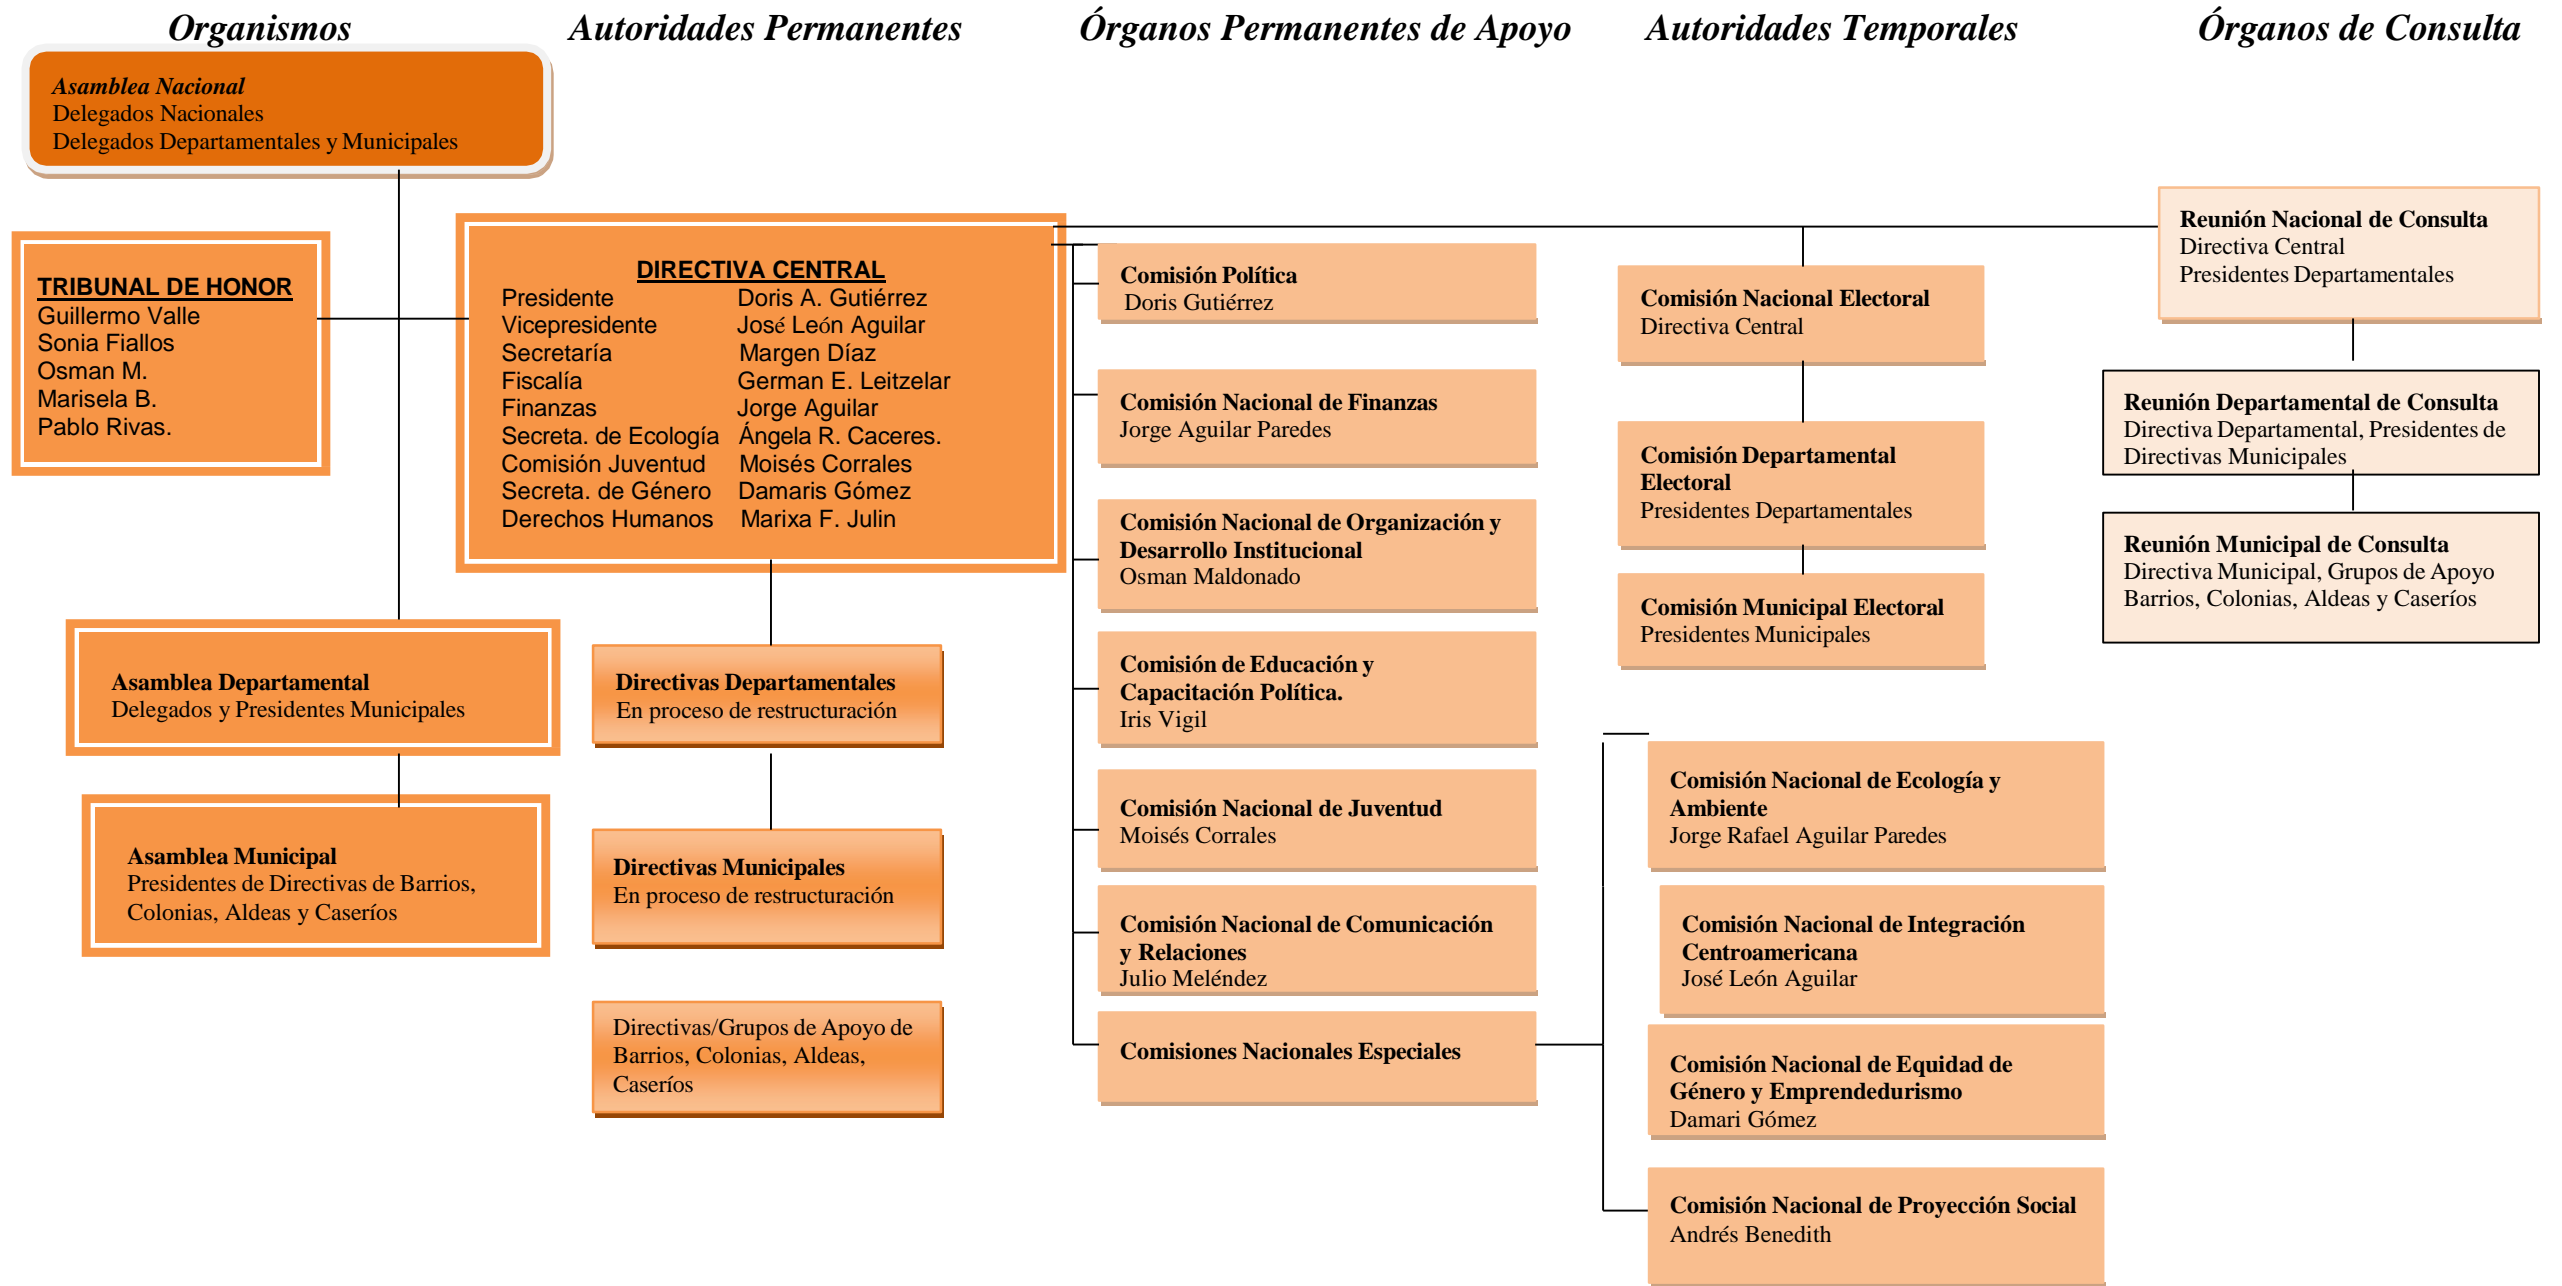 Organismos
Autoridades Permanentes
Órganos Permanentes de Apoyo
Autoridades Temporales
Órganos de Consulta
Asamblea Nacional
Delegados Nacionales
Delegados Departamentales y Municipales
TRIBUNAL DE HONOR
Guillermo Valle
Sonia Fiallos
Osman M.
Marisela B.
Pablo Rivas.
Asamblea Departamental
Delegados y Presidentes Municipales
Asamblea Municipal
Presidentes de Directivas de Barrios,
Colonias, Aldeas y Caseríos
DIRECTIVA CENTRAL
Presidente Doris A. Gutiérrez
Vicepresidente José León Aguilar
Secretaría Margen Díaz
Fiscalía German E. Leitzelar
Finanzas Jorge Aguilar
Secreta. de Ecología Ángela R. Caceres.
Comisión Juventud Moisés Corrales
Secreta. de Género Damaris Gómez
Derechos Humanos Marixa F. Julin
Directivas Departamentales
En proceso de restructuración
Directivas Municipales
En proceso de restructuración
Directivas/Grupos de Apoyo de
Barrios, Colonias, Aldeas,
Caseríos
Comisión Política
Doris Gutiérrez
Comisión Nacional de Finanzas
Jorge Aguilar Paredes
Comisión Nacional de Organización y
Desarrollo Institucional
Osman Maldonado
Comisión de Educación y
Capacitación Política.
Iris Vigil
Comisión Nacional de Juventud
Moisés Corrales
Comisión Nacional de Comunicación
y Relaciones
Julio Meléndez
Comisiones Nacionales Especiales
Comisión Nacional Electoral
Directiva Central
Comisión Departamental
Electoral
Presidentes Departamentales
Comisión Municipal Electoral
Presidentes Municipales
Comisión Nacional de Ecología y
Ambiente
Jorge Rafael Aguilar Paredes
Comisión Nacional de Integración
Centroamericana
José León Aguilar
Comisión Nacional de Equidad de
Género y Emprendedurismo
Damari Gómez
Comisión Nacional de Proyección Social
Andrés Benedith
Reunión Nacional de Consulta
Directiva Central
Presidentes Departamentales
Reunión Departamental de Consulta
Directiva Departamental, Presidentes de
Directivas Municipales
Reunión Municipal de Consulta
Directiva Municipal, Grupos de Apoyo
Barrios, Colonias, Aldeas y Caseríos